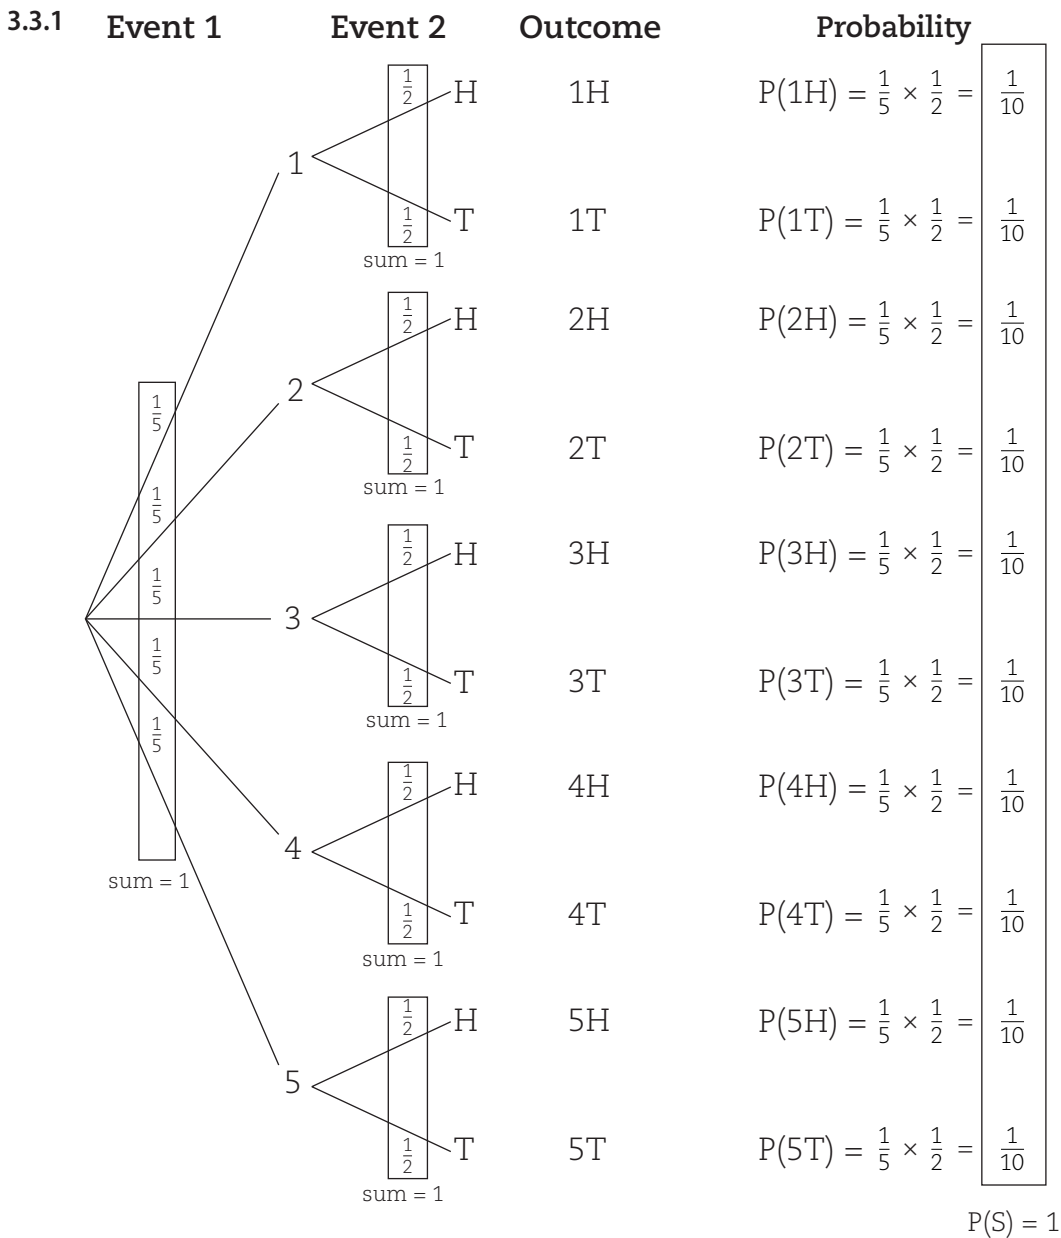 3.3.1 Event 1 Event 2 Outcome Probability
1/2 H 1H P(1H) = 1/5 × 1/2 = 1/10
1
1/2 T 1T P(1T) = 1/5 × 1/2 = 1/10
sum = 1
1/2 H 2H P(2H) = 1/5 × 1/2 = 1/10
2
1/5
1/2 T 2T P(2T) = 1/5 × 1/2 = 1/10
sum = 1
1/5
1/2 H 3H P(3H) = 1/5 × 1/2 = 1/10
1/5
3
1/5
1/2 T 3T P(3T) = 1/5 × 1/2 = 1/10
sum = 1
1/5
1/2 H 4H P(4H) = 1/5 × 1/2 = 1/10
4
sum = 1
1/2 T 4T P(4T) = 1/5 × 1/2 = 1/10
sum = 1
1/2 H 5H P(5H) = 1/5 × 1/2 = 1/10
5
1/2 T 5T P(5T) = 1/5 × 1/2 = 1/10
sum = 1
P(S) = 1